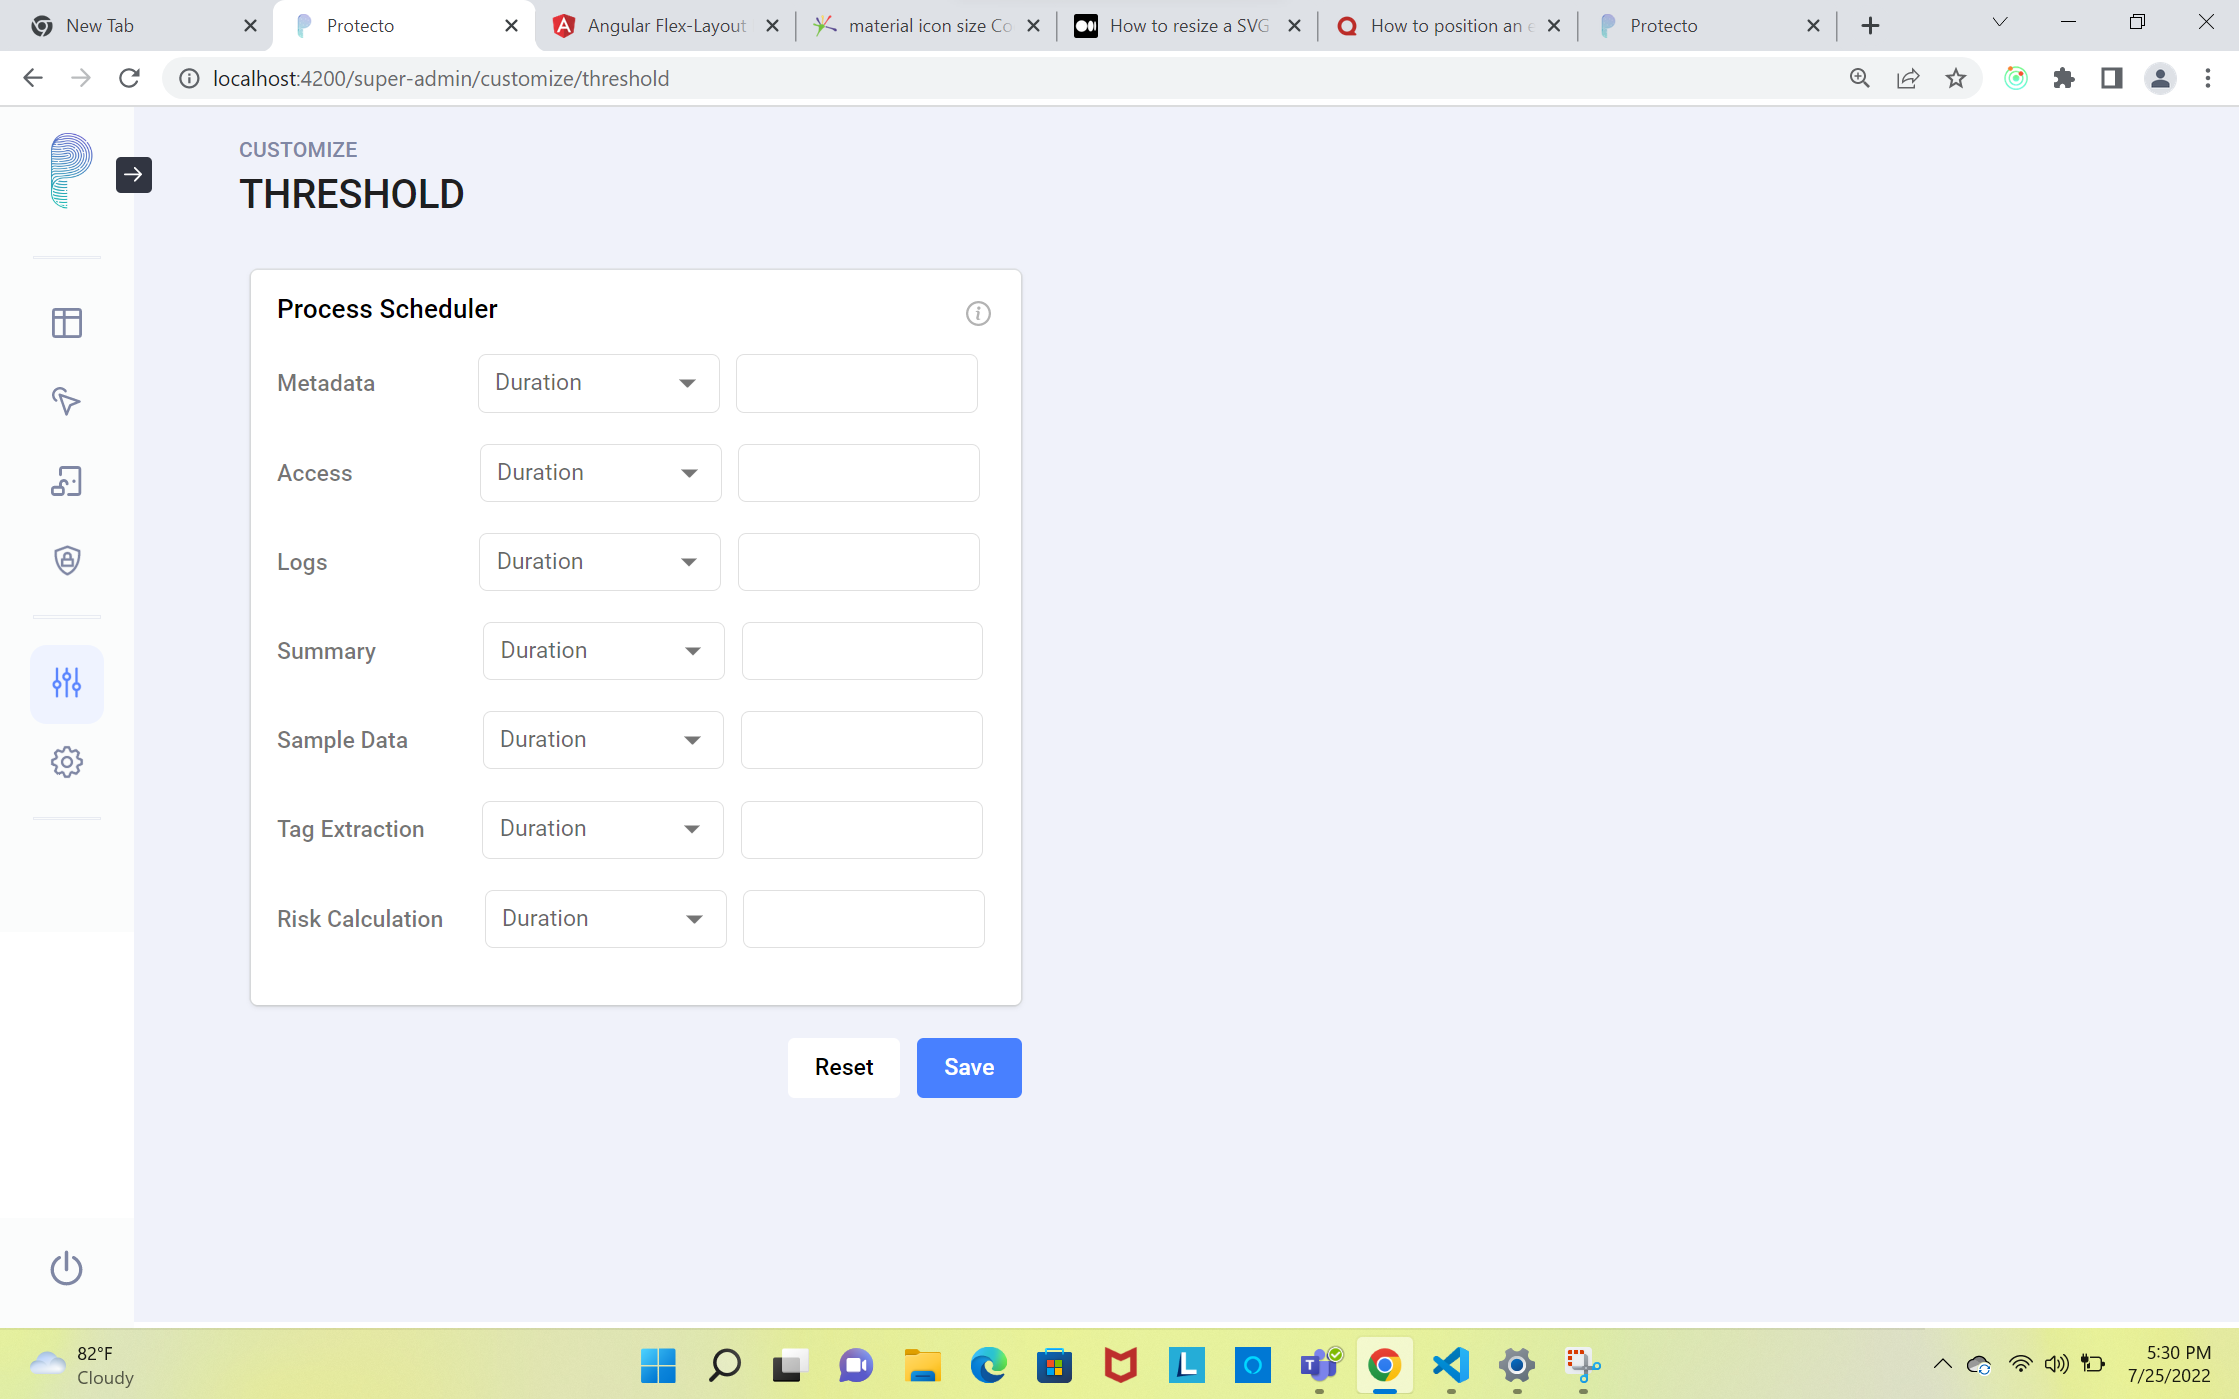 New Tab
Protecto
Angular Flex-Layout
material icon size Co
How to resize a SVG
How to position an e
Protecto
localhost:4200/super-admin/customize/threshold
CUSTOMIZE
THRESHOLD
Process Scheduler
Metadata Duration
Access Duration
Logs Duration
Summary Duration
Sample Data Duration
Tag Extraction Duration
Risk Calculation Duration
Reset Save
82°F
Cloudy
5:30 PM
7/25/2022